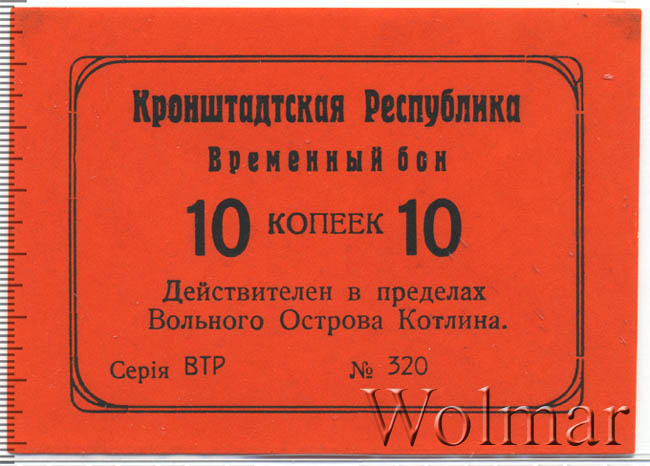 Кронштадтская Республика
Временный бон
10 КОПЕЕК 10
Действителен в пределах
Вольного Острова Котлина.
Серія ВТР № 320
Wolmar